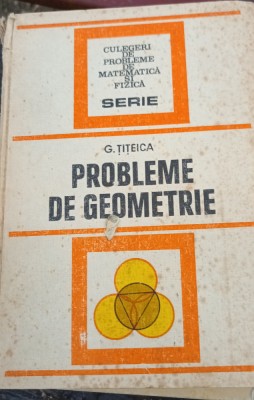 CULEGERI
DE
PROBLEME
DE
MATEMATICĂ
ȘI
FIZICĂ
SERIE
G. ȚIȚEICA
PROBLEME
DE GEOMETRIE